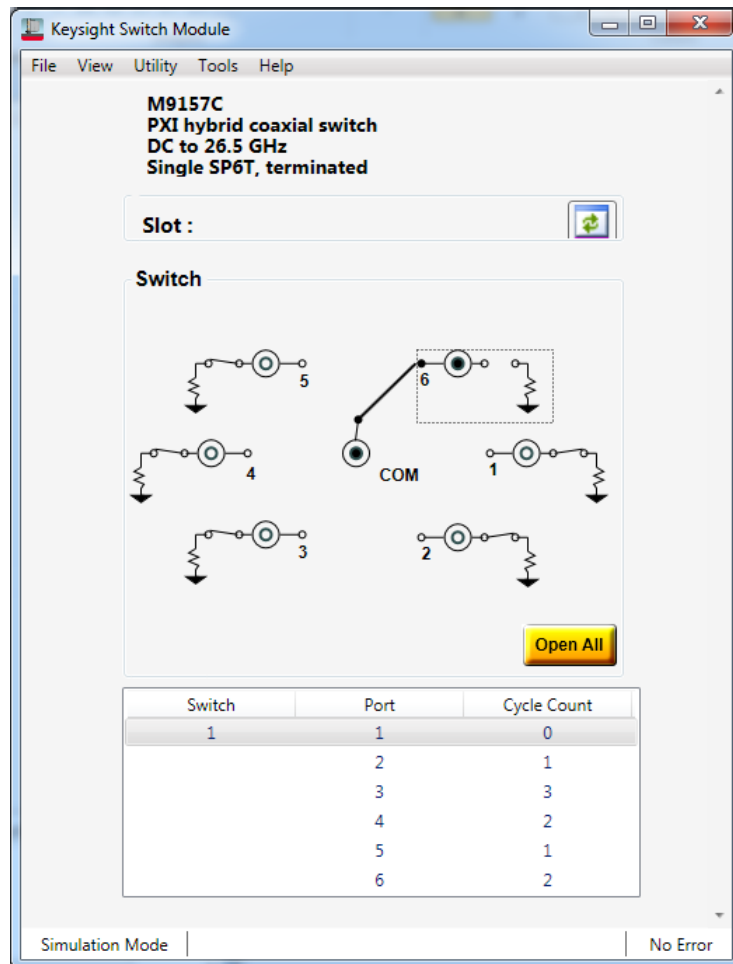 Keysight Switch Module
File View Utility Tools Help
M9157C
PXI hybrid coaxial switch
DC to 26.5 GHz
Single SP6T, terminated
Slot :
Switch
5
6
4
COM
1
3
2
Open All
Switch Port Cycle Count
1 1 0
2 1
3 3
4 2
5 1
6 2
Simulation Mode No Error